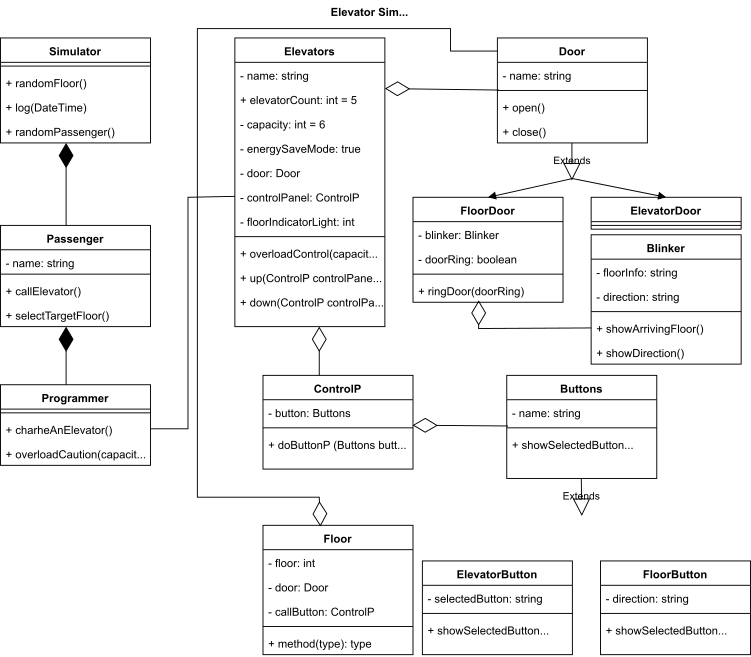 Elevator Sim...
Simulator
+ randomFloor()
+ log(DateTime)
+ randomPassenger()
Elevators
- name: string
+ elevatorCount: int = 5
- capacity: int = 6
- energySaveMode: true
- door: Door
- controlPanel: ControlP
- floorIndicatorLight: int
+ overloadControl(capacit...
+ up(ControlP controlPane...
+ down(ControlP controlPa...
Door
- name: string
+ open()
+ close()
Extends
FloorDoor
- blinker: Blinker
- doorRing: boolean
+ ringDoor(doorRing)
ElevatorDoor
Blinker
- floorInfo: string
- direction: string
+ showArrivingFloor()
+ showDirection()
Passenger
- name: string
+ callElevator()
+ selectTargetFloor()
Programmer
+ charheAnElevator()
+ overloadCaution(capacit...
ControlP
- button: Buttons
+ doButtonP (Buttons butt...
Buttons
- name: string
+ showSelectedButton...
Extends
Floor
- floor: int
- door: Door
- callButton: ControlP
+ method(type): type
ElevatorButton
- selectedButton: string
+ showSelectedButton...
FloorButton
- direction: string
+ showSelectedButton...